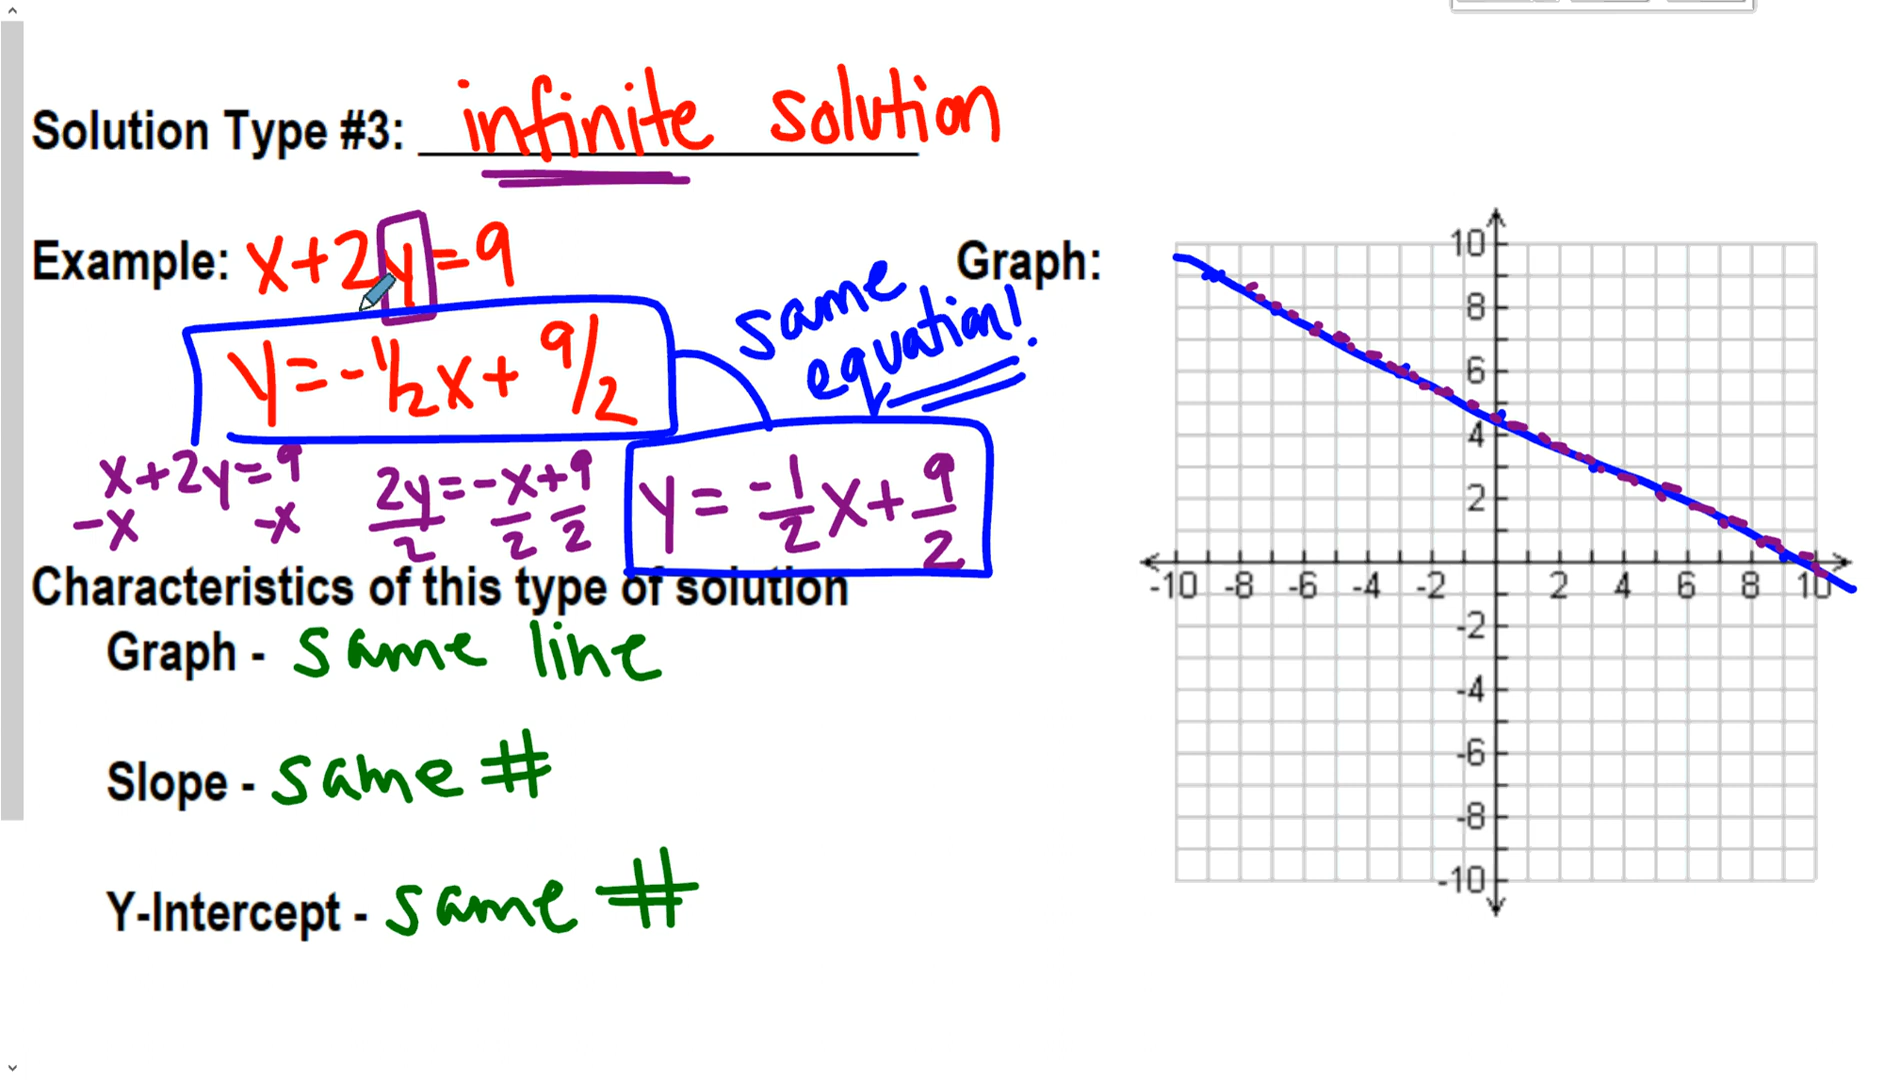 Solution Type #3: infinite solution
Example: x+2y=9
y=-1/2x+9/2
same
equation!
x+2y=9
-x -x
2y=-x+9
2 2 2
y=-1/2x+9/2
Characteristics of this type of solution
Graph - same line
Slope - same #
Y-Intercept - same #
Graph:
10
8
6
4
2
-10 -8 -6 -4 -2 2 4 6 8 10
-2
-4
-6
-8
-10